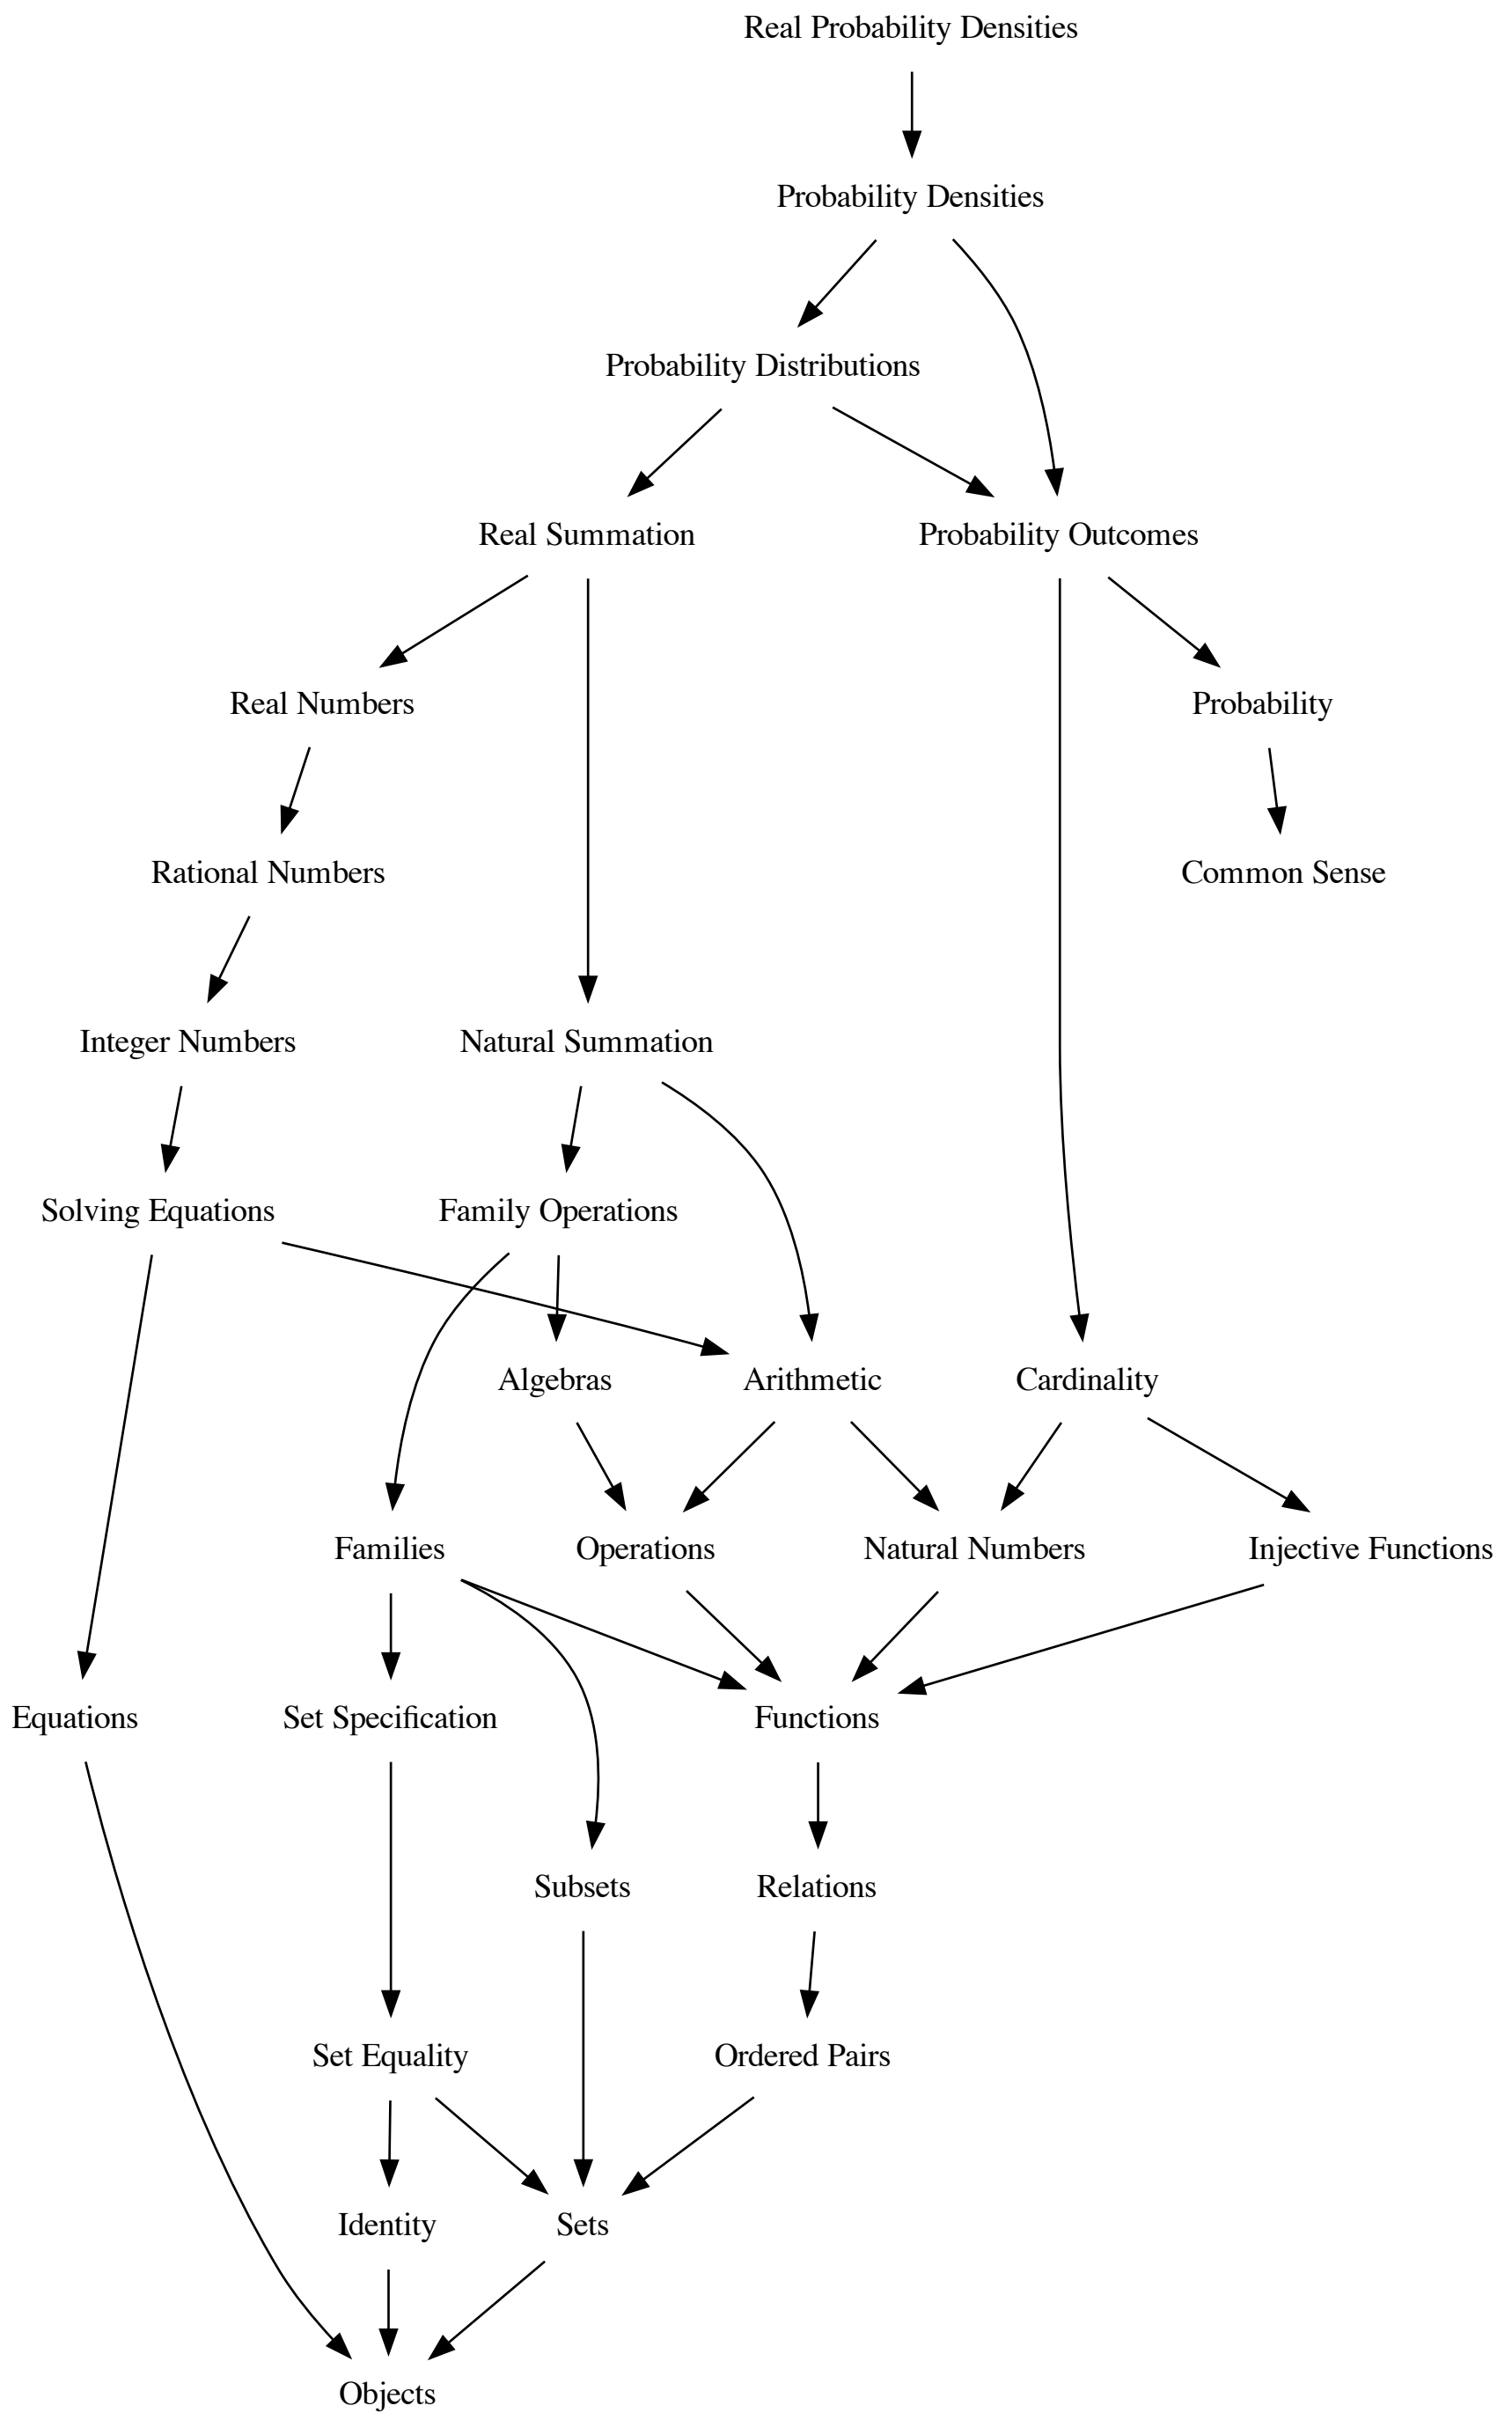 Real Probability Densities
Probability Densities
Probability Distributions
Real Summation
Probability Outcomes
Real Numbers
Probability
Rational Numbers
Common Sense
Integer Numbers
Natural Summation
Solving Equations
Family Operations
Algebras
Arithmetic
Cardinality
Families
Operations
Natural Numbers
Injective Functions
Equations
Set Specification
Functions
Subsets
Relations
Set Equality
Ordered Pairs
Identity
Sets
Objects